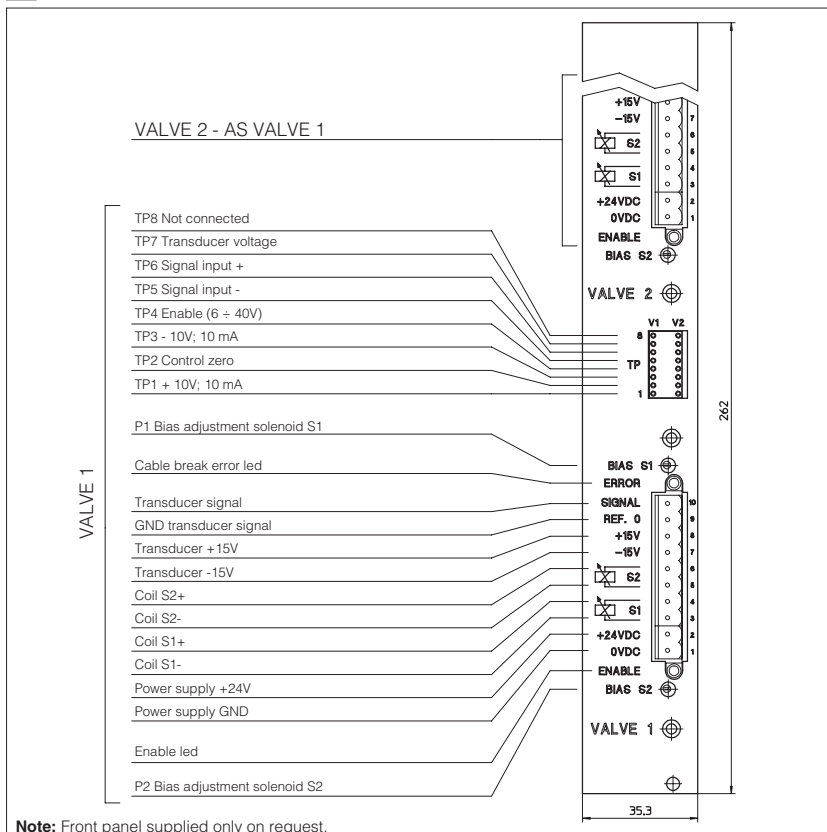 VALVE 2 - AS VALVE 1
VALVE 1
TP8 Not connected
TP7 Transducer voltage
TP6 Signal input +
TP5 Signal input -
TP4 Enable (6 ÷ 40V)
TP3 - 10V; 10 mA
TP2 Control zero
TP1 + 10V; 10 mA
P1 Bias adjustment solenoid S1
Cable break error led
Transducer signal
GND transducer signal
Transducer +15V
Transducer -15V
Coil S2+
Coil S2-
Coil S1+
Coil S1-
Power supply +24V
Power supply GND
Enable led
P2 Bias adjustment solenoid S2
+15V
-15V 7
6
S2 5
4
S1 3
+24VDC 2
0VDC 1
ENABLE
BIAS S2
VALVE 2
V1 V2
8
TP
1
BIAS S1
ERROR
SIGNAL 10
REF. 0 9
+15V 8
-15V 7
6
S2 5
4
S1 3
+24VDC 2
0VDC 1
ENABLE
BIAS S2
VALVE 1
262
35,3
Note: Front panel supplied only on request.